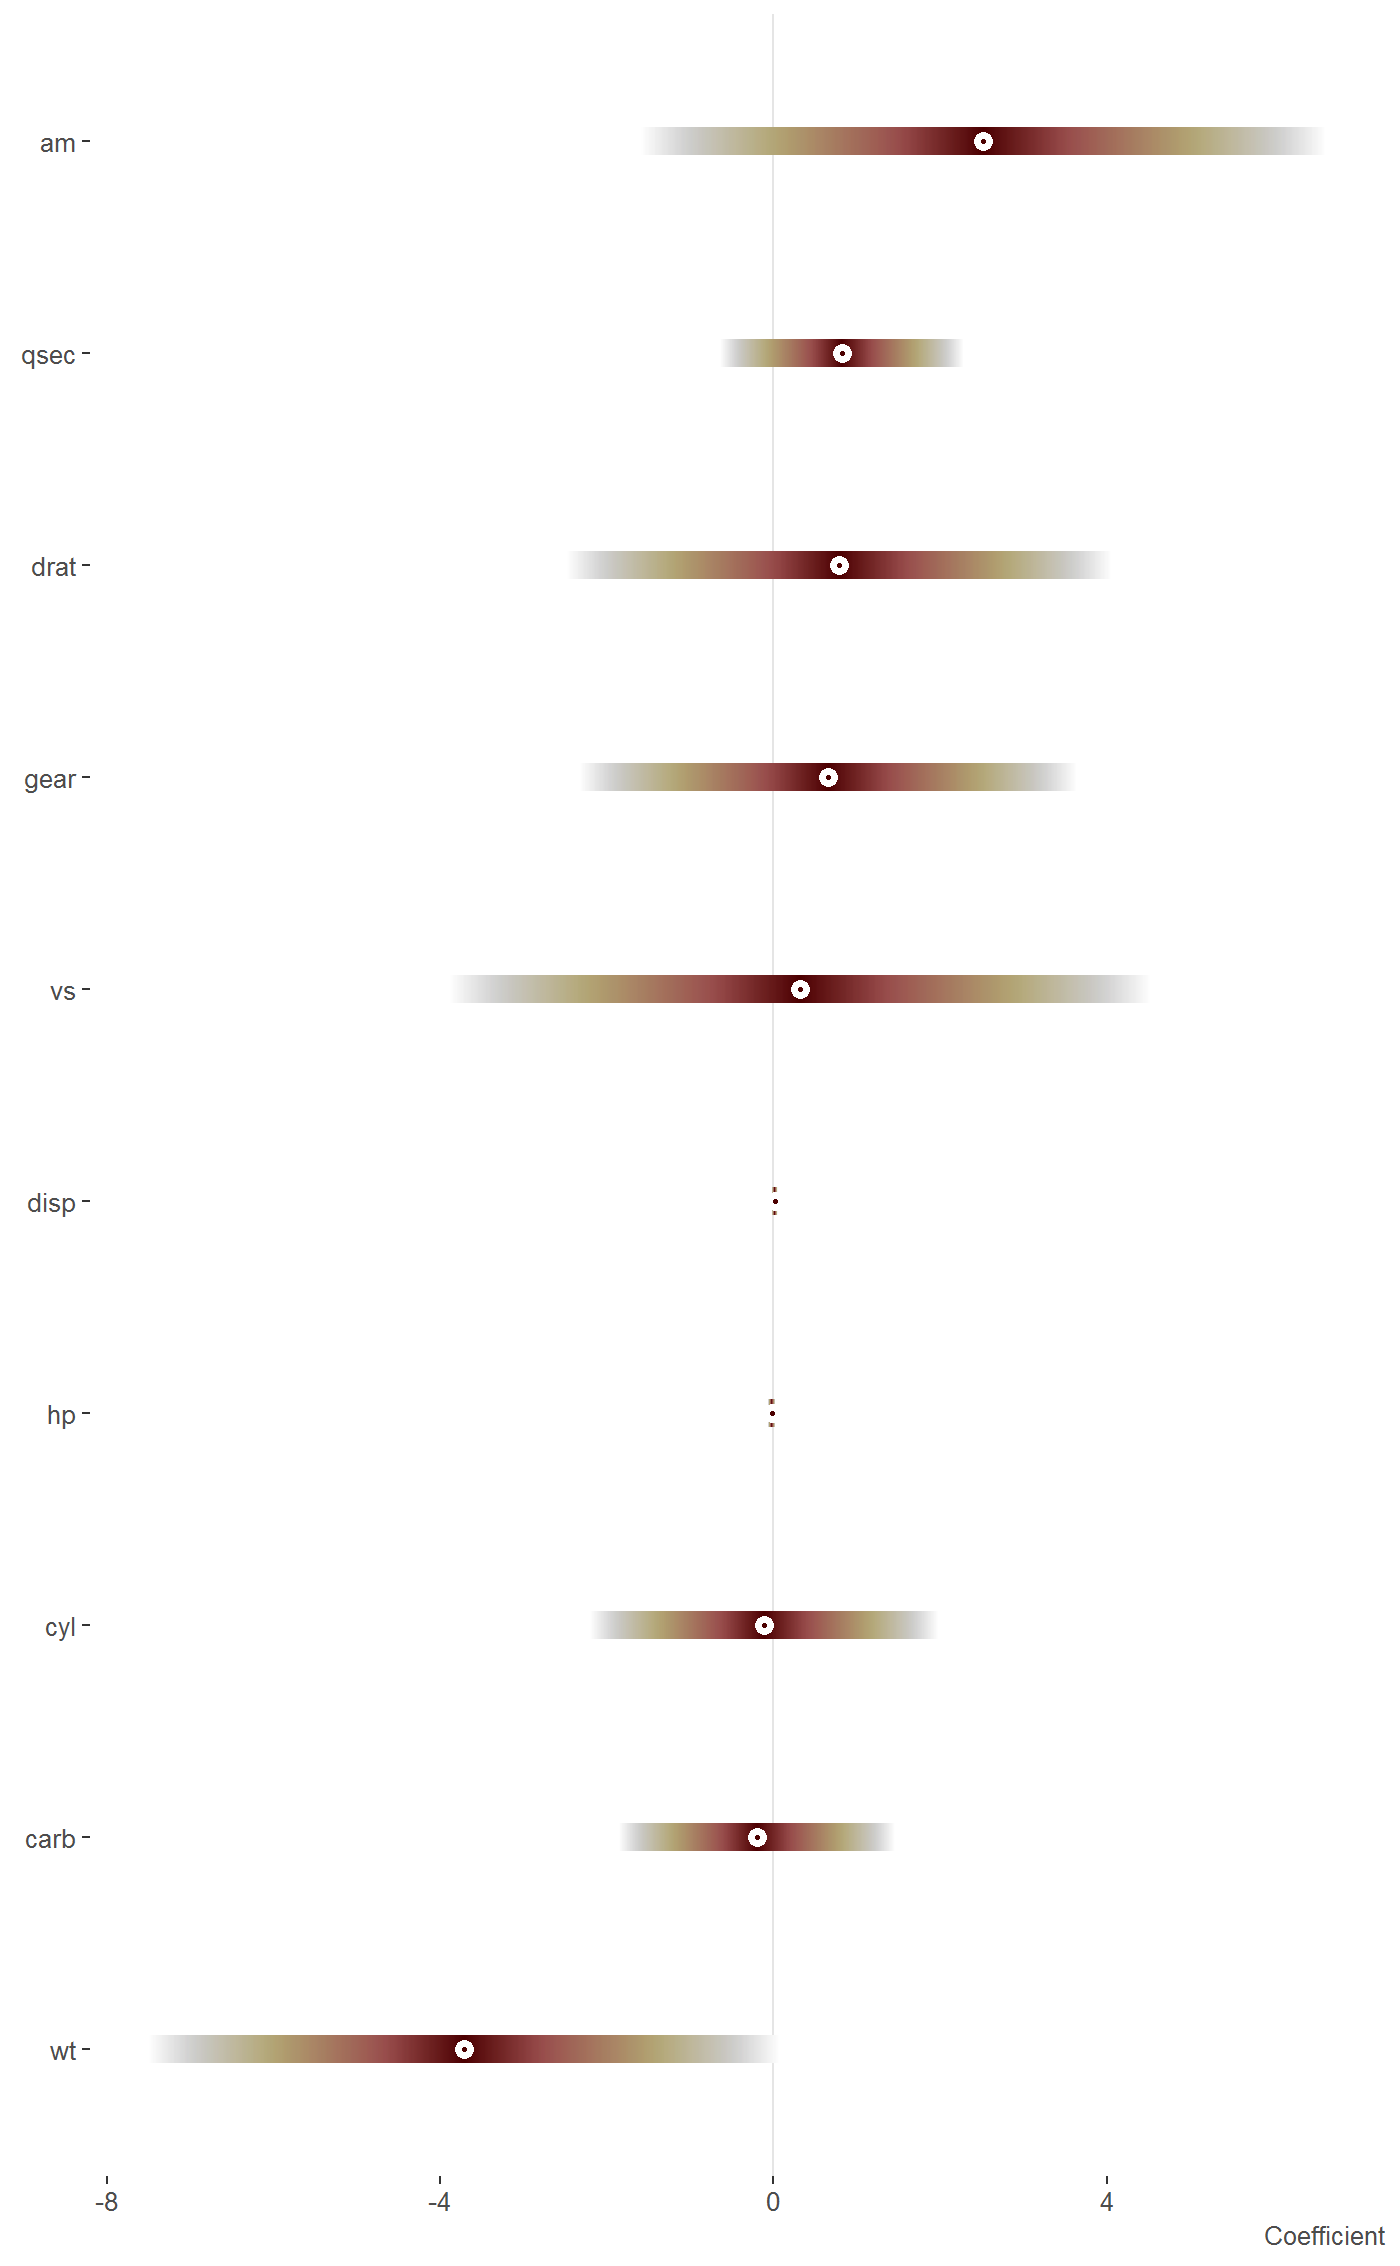 am
qsec
drat
gear
vs
disp
hp
cyl
carb
wt
-8 -4 0 4
Coefficient